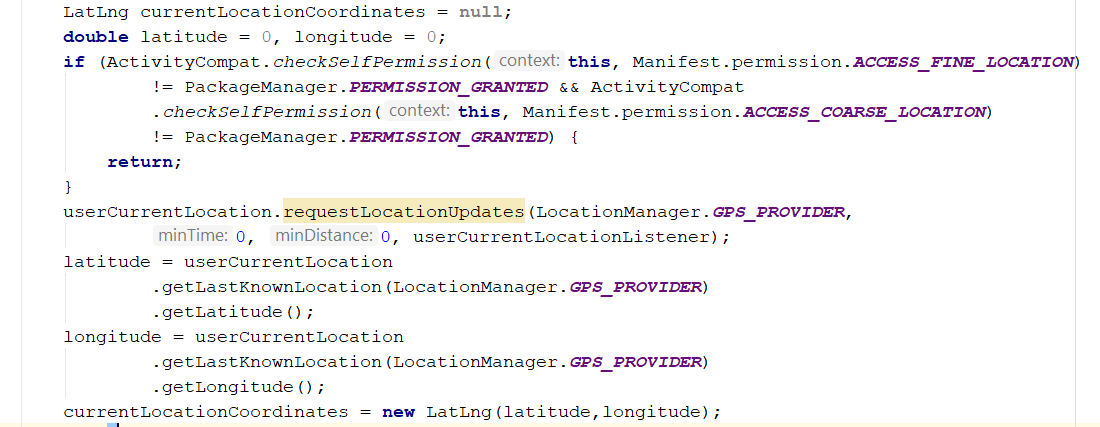 LatLng currentLocationCoordinates = null;
double latitude = 0, longitude = 0;
if (ActivityCompat.checkSelfPermission( context: this, Manifest.permission.ACCESS_FINE_LOCATION)
!= PackageManager.PERMISSION_GRANTED && ActivityCompat
.checkSelfPermission( context: this, Manifest.permission.ACCESS_COARSE_LOCATION)
!= PackageManager.PERMISSION_GRANTED) {
return;
}
userCurrentLocation.requestLocationUpdates(LocationManager.GPS_PROVIDER,
minTime: 0, minDistance: 0, userCurrentLocationListener);
latitude = userCurrentLocation
.getLastKnownLocation(LocationManager.GPS_PROVIDER)
.getLatitude();
longitude = userCurrentLocation
.getLastKnownLocation(LocationManager.GPS_PROVIDER)
.getLongitude();
currentLocationCoordinates = new LatLng(latitude,longitude);